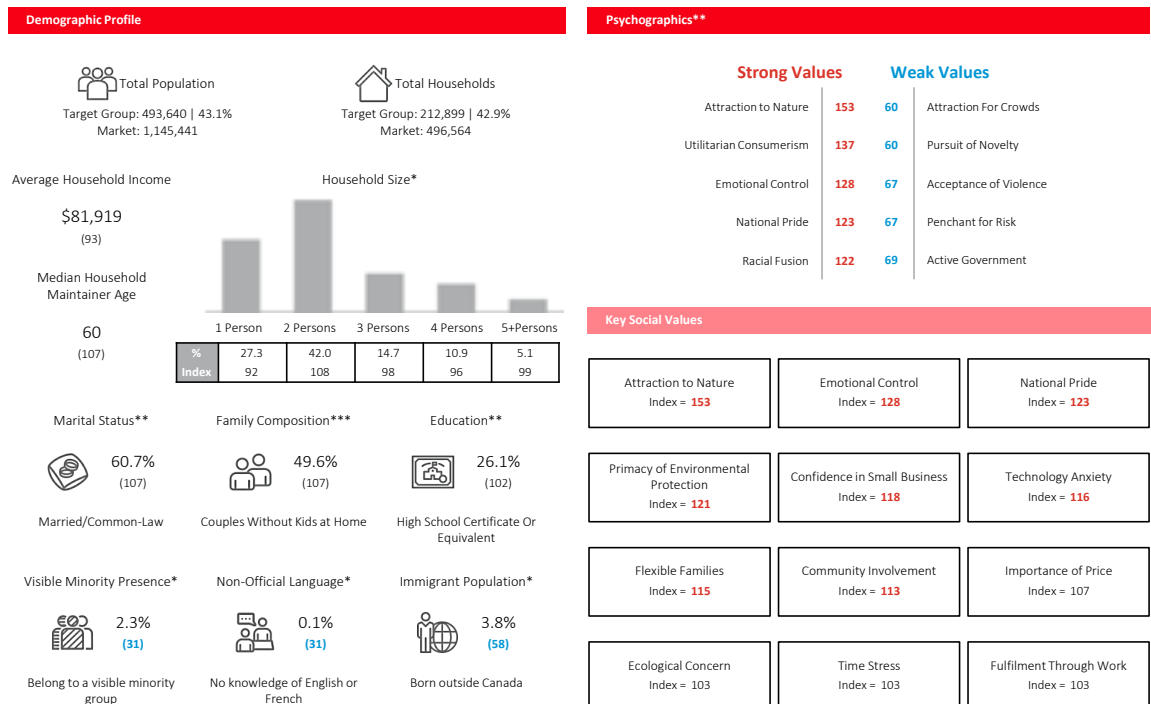 Demographic Profile
Total Population
Target Group: 493,640 | 43.1%
Market: 1,145,441
Total Households
Target Group: 212,899 | 42.9%
Market: 496,564
Average Household Income
$81,919
(93)
Median Household
Maintainer Age
60
(107)
Household Size*
1 Person 2 Persons 3 Persons 4 Persons 5+Persons
% 27.3 42.0 14.7 10.9 5.1
Index 92 108 98 96 99
Marital Status**
60.7%
(107)
Married/Common-Law
Family Composition***
49.6%
(107)
Couples Without Kids at Home
Education**
26.1%
(102)
High School Certificate Or
Equivalent
Visible Minority Presence*
2.3%
(31)
Belong to a visible minority
group
Non-Official Language*
0.1%
(31)
No knowledge of English or
French
Immigrant Population*
3.8%
(58)
Born outside Canada
Psychographics**
Strong Values Weak Values
Attraction to Nature 153 60 Attraction For Crowds
Utilitarian Consumerism 137 60 Pursuit of Novelty
Emotional Control 128 67 Acceptance of Violence
National Pride 123 67 Penchant for Risk
Racial Fusion 122 69 Active Government
Key Social Values
Attraction to Nature
Index = 153
Emotional Control
Index = 128
National Pride
Index = 123
Primacy of Environmental
Protection
Index = 121
Confidence in Small Business
Index = 118
Technology Anxiety
Index = 116
Flexible Families
Index = 115
Community Involvement
Index = 113
Importance of Price
Index = 107
Ecological Concern
Index = 103
Time Stress
Index = 103
Fulfilment Through Work
Index = 103